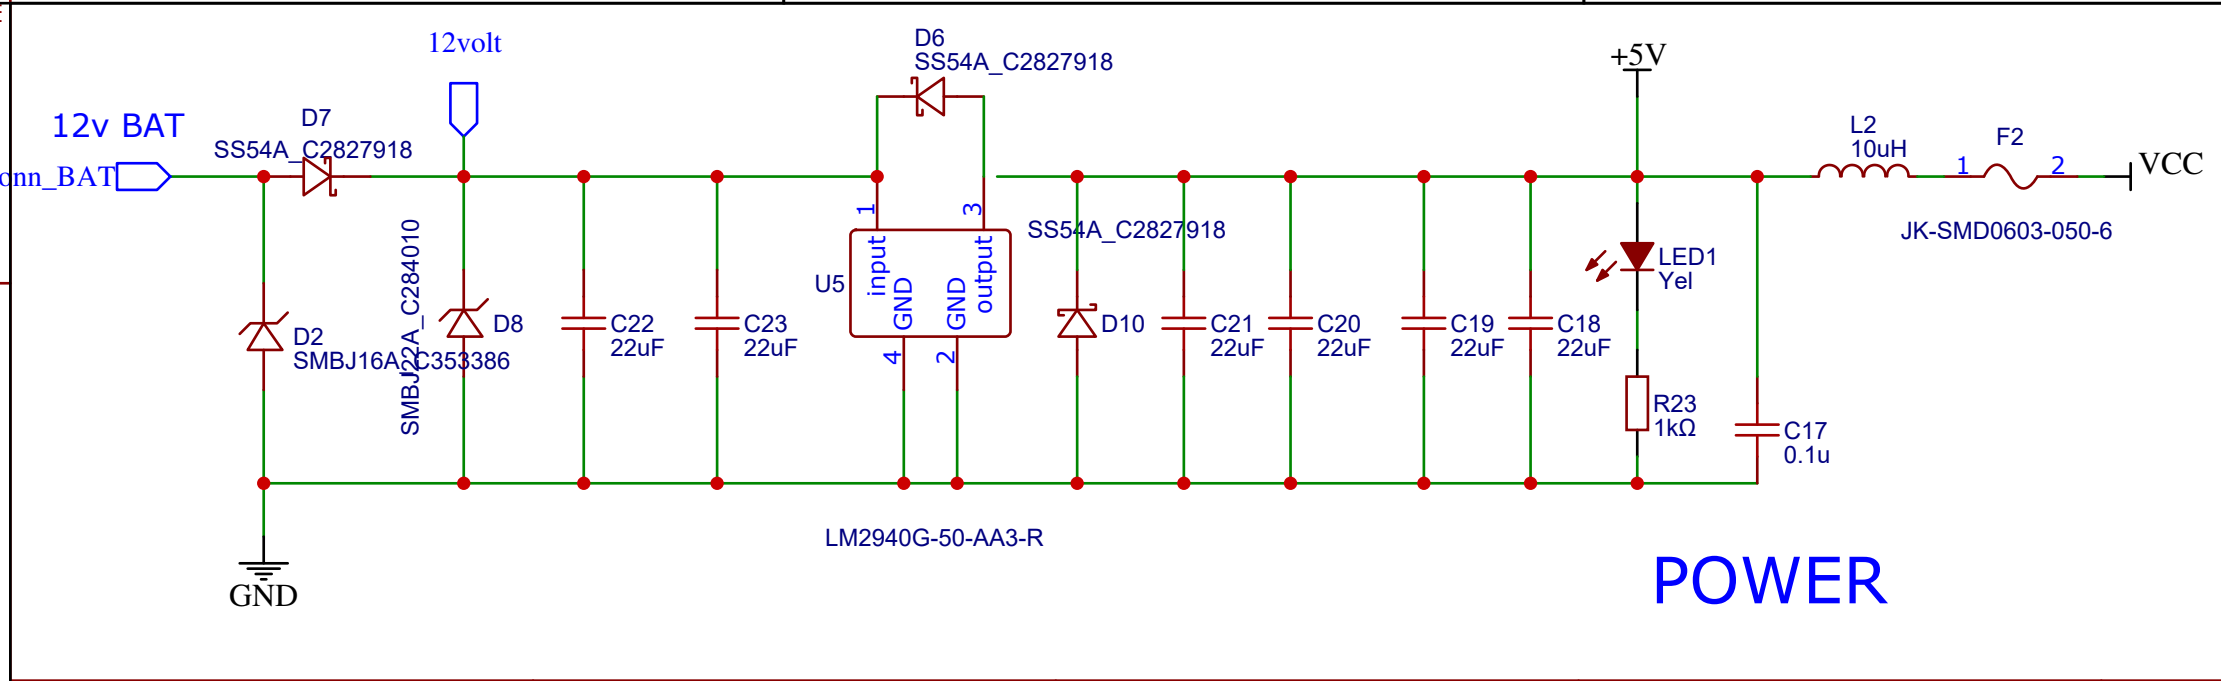 12volt
12v BAT
onn_BAT
D7
SS54A_C2827918
D2
SMBJ16A_C353386
SMBJ22A_C284010
D8
C22
22uF
C23
22uF
D6
SS54A_C2827918
U5
1
input
3
output
GND
GND
4
2
LM2940G-50-AA3-R
SS54A_C2827918
D10
C21
22uF
C20
22uF
C19
22uF
C18
22uF
+5V
LED1
Yel
R23
1kΩ
C17
0.1u
L2
10uH
F2
1
2
JK-SMD0603-050-6
VCC
GND
POWER